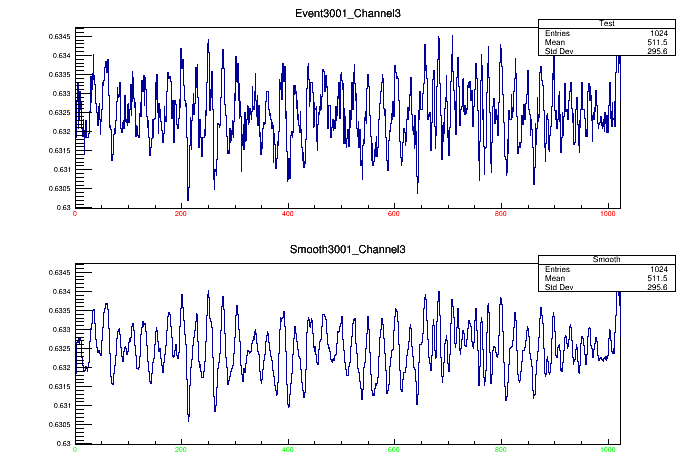 Event3001_Channel3
Test
Entries 1024
Mean 511.5
Std Dev 295.6
0.6345
0.634
0.6335
0.633
0.6325
0.632
0.6315
0.631
0.6305
0.63
0 200 400 600 800 1000
Smooth3001_Channel3
Smooth
Entries 1024
Mean 511.5
Std Dev 295.6
0.6345
0.634
0.6335
0.633
0.6325
0.632
0.6315
0.631
0.6305
0.63
0 200 400 600 800 1000